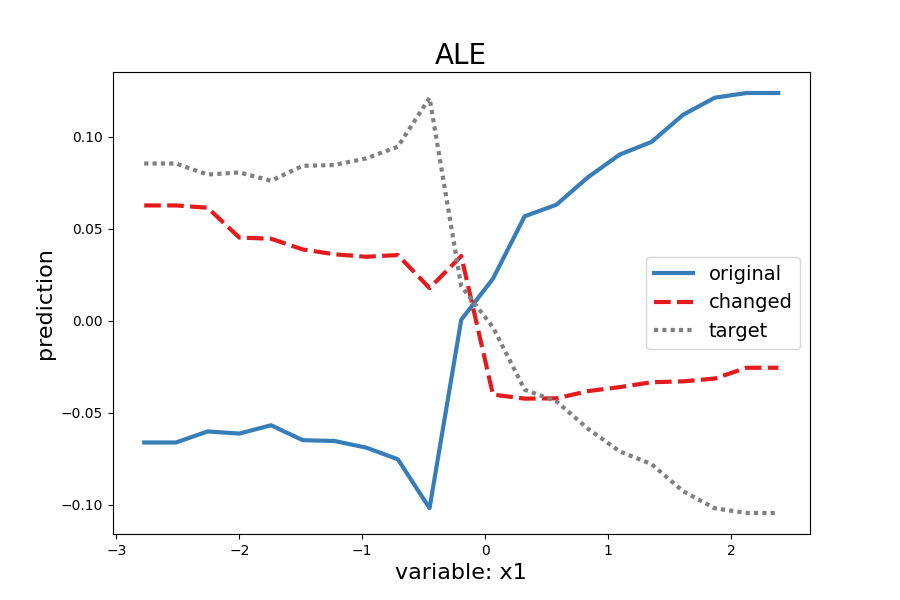 ALE
prediction
0.10
0.05
0.00
−0.05
−0.10
original
changed
target
−3
−2
−1
0
1
2
variable: x1